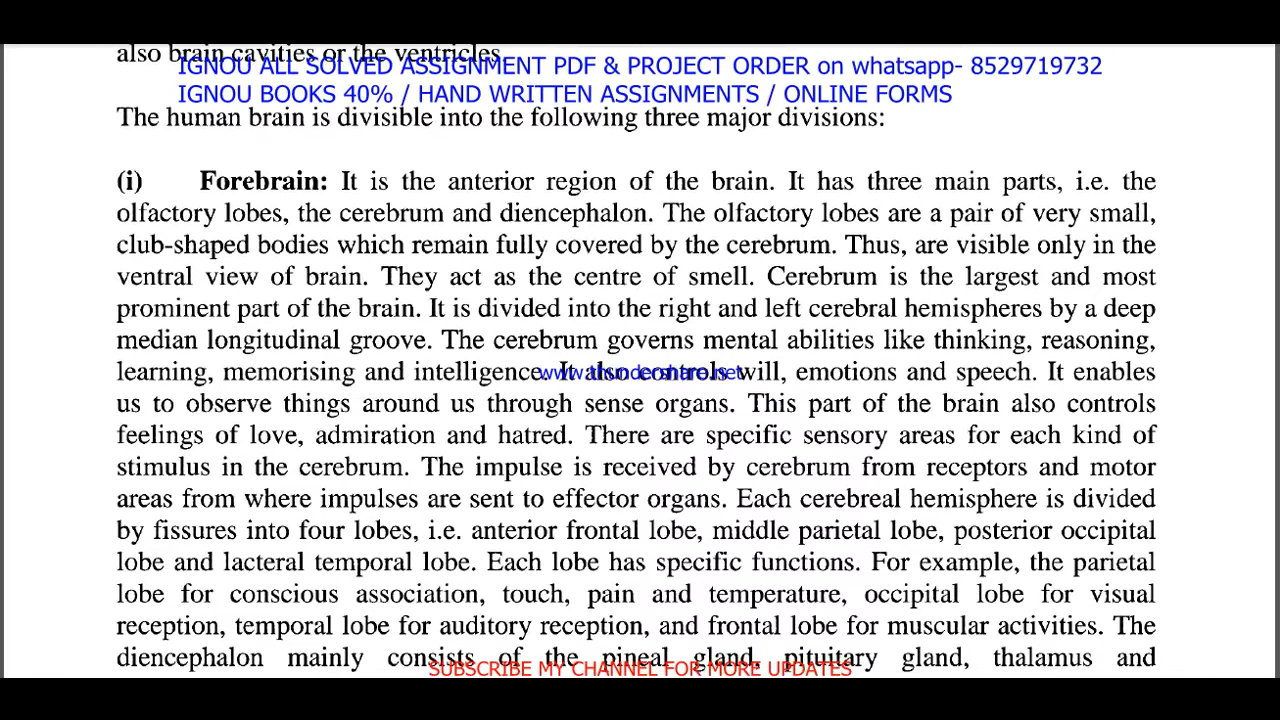 also brain cavities or the ventricles.
IGNOU ALL SOLVED ASSIGNMENT PDF & PROJECT ORDER on whatsapp- 8529719732
IGNOU BOOKS 40% / HAND WRITTEN ASSIGNMENTS / ONLINE FORMS
The human brain is divisible into the following three major divisions:
(i) Forebrain: It is the anterior region of the brain. It has three main parts, i.e. the
olfactory lobes, the cerebrum and diencephalon. The olfactory lobes are a pair of very small,
club-shaped bodies which remain fully covered by the cerebrum. Thus, are visible only in the
ventral view of brain. They act as the centre of smell. Cerebrum is the largest and most
prominent part of the brain. It is divided into the right and left cerebral hemispheres by a deep
median longitudinal groove. The cerebrum governs mental abilities like thinking, reasoning,
learning, memorising and intelligence. It also controls will, emotions and speech. It enables
www.thundershare.net
us to observe things around us through sense organs. This part of the brain also controls
feelings of love, admiration and hatred. There are specific sensory areas for each kind of
stimulus in the cerebrum. The impulse is received by cerebrum from receptors and motor
areas from where impulses are sent to effector organs. Each cerebreal hemisphere is divided
by fissures into four lobes, i.e. anterior frontal lobe, middle parietal lobe, posterior occipital
lobe and lacteral temporal lobe. Each lobe has specific functions. For example, the parietal
lobe for conscious association, touch, pain and temperature, occipital lobe for visual
reception, temporal lobe for auditory reception, and frontal lobe for muscular activities. The
diencephalon mainly consists of the pineal gland, pituitary gland, thalamus and
SUBSCRIBE MY CHANNEL FOR MORE UPDATES